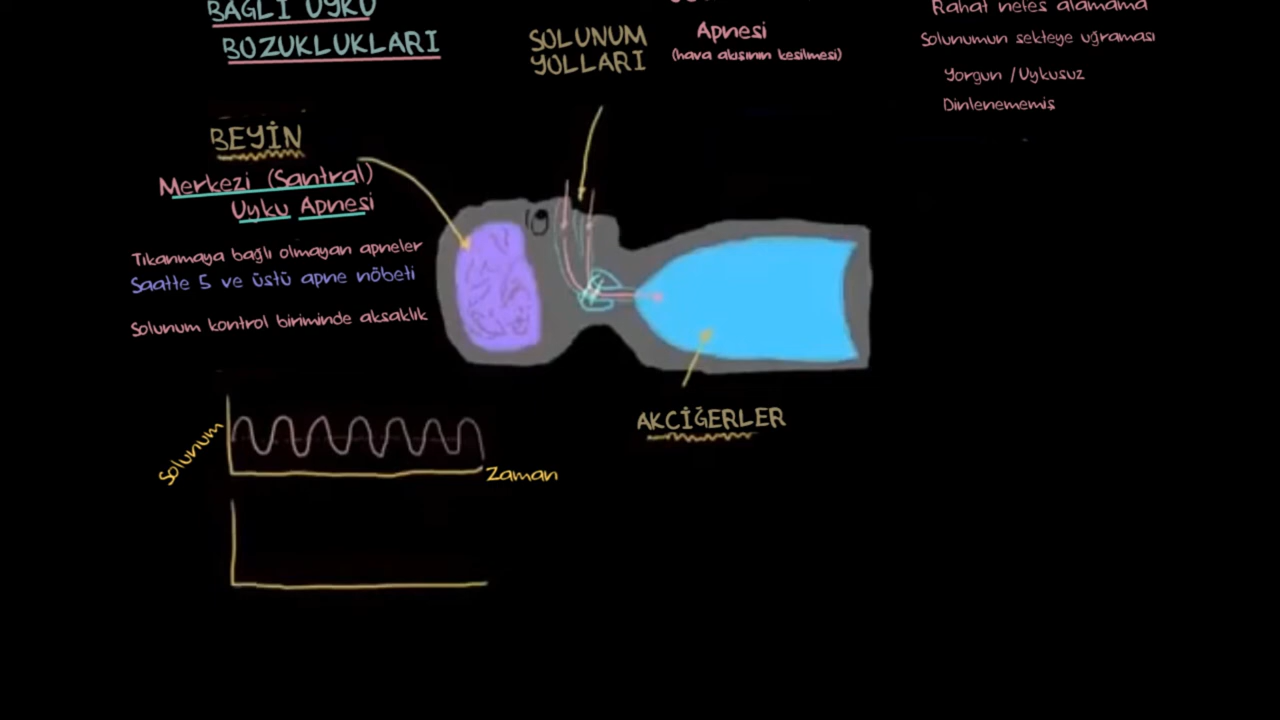 BAĞLI UYKU
BOZUKLUKLARI
SOLUNUM
YOLLARI
Apnesi
(hava akışının kesilmesi)
Rahat nefes alamama
Solunumun sekteye uğraması
Yorgun / Uykusuz
Dinlenememiş
BEYİN
Merkezi (Santral)
Uyku Apnesi
Tıkanmaya bağlı olmayan apneler
Saatte 5 ve üstü apne nöbeti
Solunum kontrol biriminde aksaklık
AKCİĞERLER
Solunum
Zaman